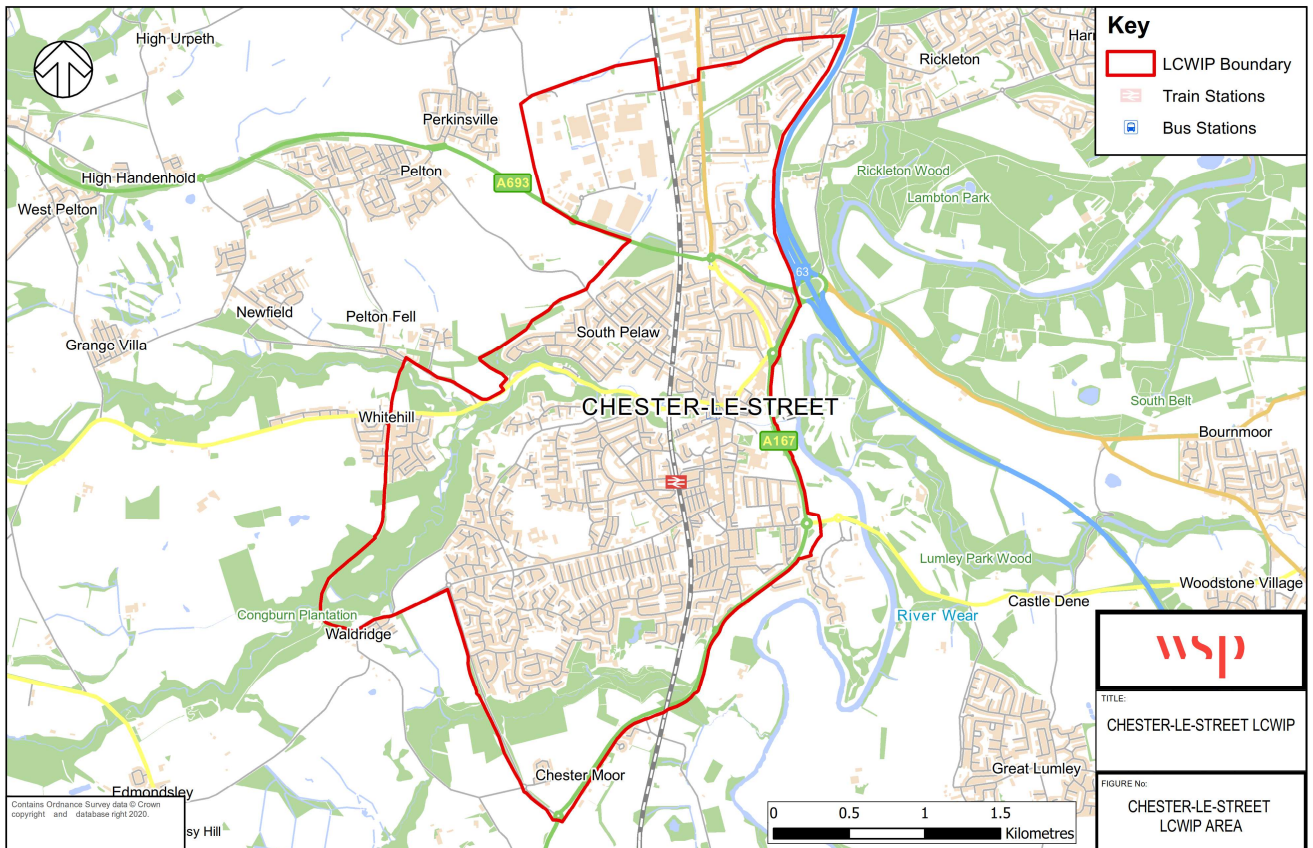 Key
LCWIP Boundary
Train Stations
Bus Stations
High Urpeth
Rickleton
Perkinsville
Pelton
A693
High Handenhold
West Pelton
Rickleton Wood
Lambton Park
63
Newfield
Pelton Fell
South Pelaw
Grange Villa
CHESTER-LE-STREET
Whitehill
South Belt
Bournmoor
A167
Lumley Park Wood
Woodstone Village
Castle Dene
River Wear
Congburn Plantation
Waldridge
wsp
TITLE:
CHESTER-LE-STREET LCWIP
Great Lumley
Chester Moor
Edmondsley
FIGURE No:
CHESTER-LE-STREET
LCWIP AREA
Contains Ordnance Survey data © Crown
copyright and database right 2020.
sy Hill
0 0.5 1 1.5
Kilometres